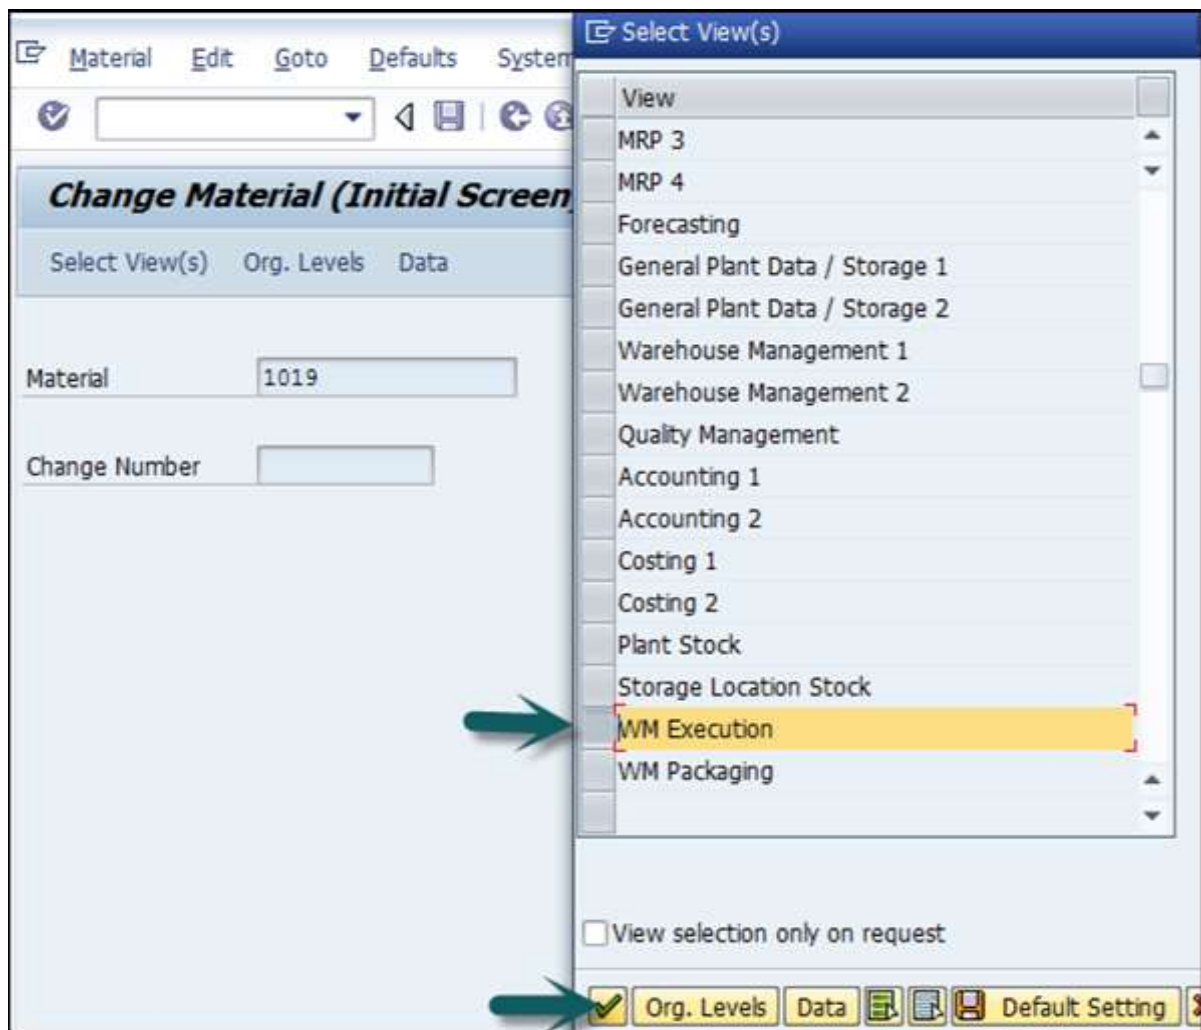 Material Edit Goto Defaults System
Change Material (Initial Screen)
Select View(s) Org. Levels Data
Material 1019
Change Number
Select View(s)
View
MRP 3
MRP 4
Forecasting
General Plant Data / Storage 1
General Plant Data / Storage 2
Warehouse Management 1
Warehouse Management 2
Quality Management
Accounting 1
Accounting 2
Costing 1
Costing 2
Plant Stock
Storage Location Stock
WM Execution
WM Packaging
View selection only on request
Org. Levels Data Default Setting